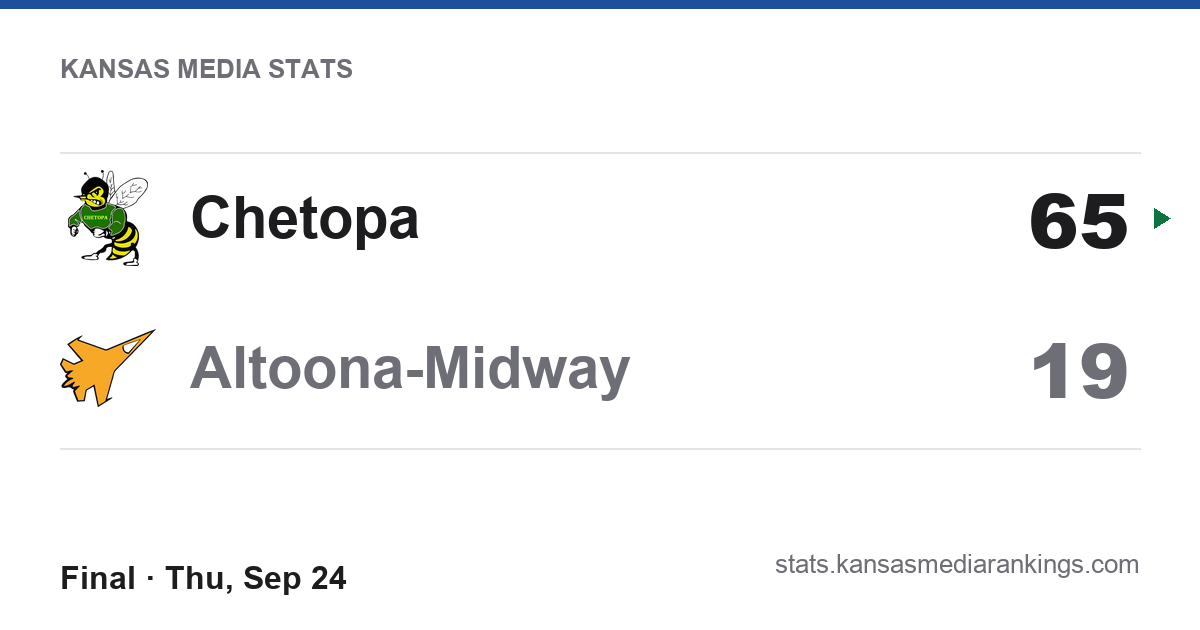 KANSAS MEDIA STATS
CHETOPA
Chetopa 65
Altoona-Midway 19
Final · Thu, Sep 24
stats.kansasmediarankings.com